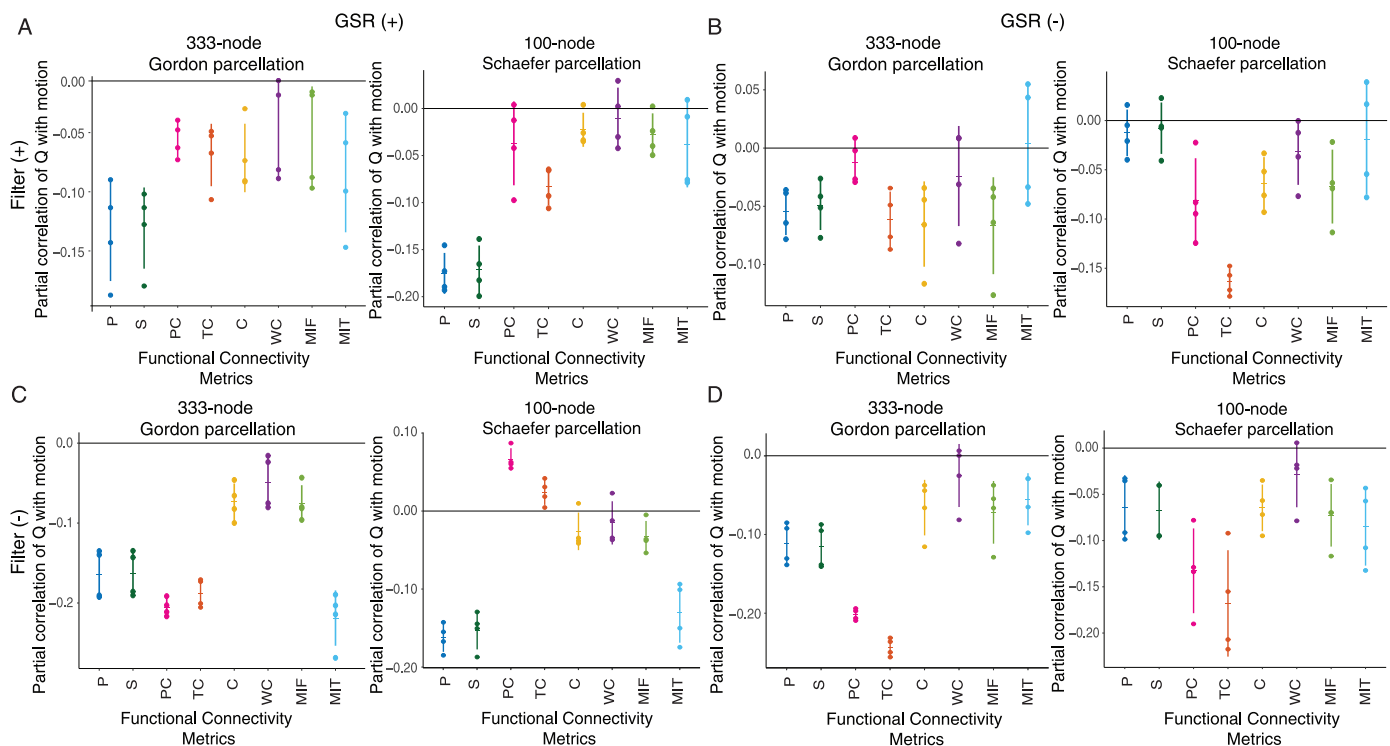 A
GSR (+)
B
GSR (-)
333-node
Gordon parcellation
100-node
Schaefer parcellation
333-node
Gordon parcellation
100-node
Schaefer parcellation
Filter (+)
Partial correlation of Q with motion
0.00
−0.05
−0.10
−0.15
P
S
PC
TC
C
WC
MIF
MIT
Functional Connectivity
Metrics
Partial correlation of Q with motion
0.00
−0.05
−0.10
−0.15
−0.20
P
S
PC
TC
C
WC
MIF
MIT
Functional Connectivity
Metrics
Partial correlation of Q with motion
0.05
0.00
−0.05
−0.10
P
S
PC
TC
C
WC
MIF
MIT
Functional Connectivity
Metrics
Partial correlation of Q with motion
0.00
−0.05
−0.10
−0.15
P
S
PC
TC
C
WC
MIF
MIT
Functional Connectivity
Metrics
C
D
333-node
Gordon parcellation
100-node
Schaefer parcellation
333-node
Gordon parcellation
100-node
Schaefer parcellation
Filter (-)
Partial correlation of Q with motion
0.0
−0.1
−0.2
P
S
PC
TC
C
WC
MIF
MIT
Functional Connectivity
Metrics
Partial correlation of Q with motion
0.10
0.00
−0.10
−0.20
P
S
PC
TC
C
WC
MIF
MIT
Functional Connectivity
Metrics
Partial correlation of Q with motion
0.00
−0.10
−0.20
P
S
PC
TC
C
WC
MIF
MIT
Functional Connectivity
Metrics
Partial correlation of Q with motion
0.00
−0.05
−0.10
−0.15
−0.20
P
S
PC
TC
C
WC
MIF
MIT
Functional Connectivity
Metrics